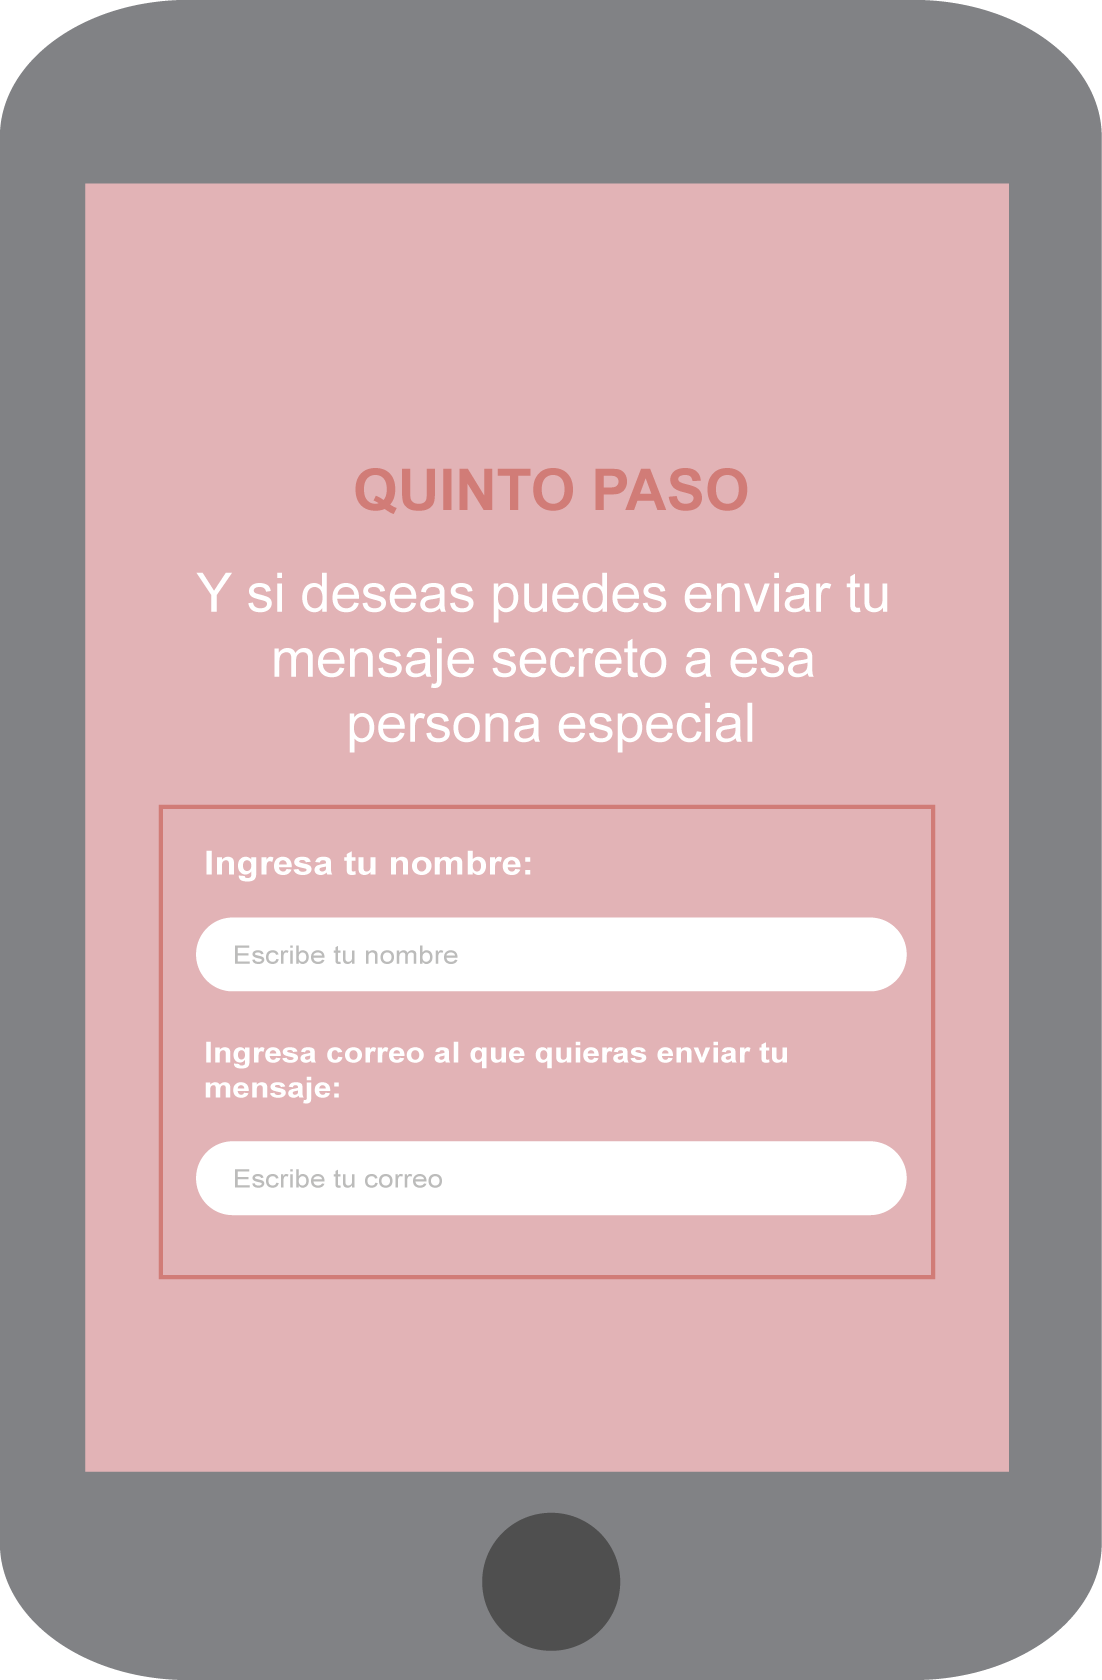 QUINTO PASO
Y si deseas puedes enviar tu
mensaje secreto a esa
persona especial
Ingresa tu nombre:
Escribe tu nombre
Ingresa correo al que quieras enviar tu
mensaje:
Escribe tu correo